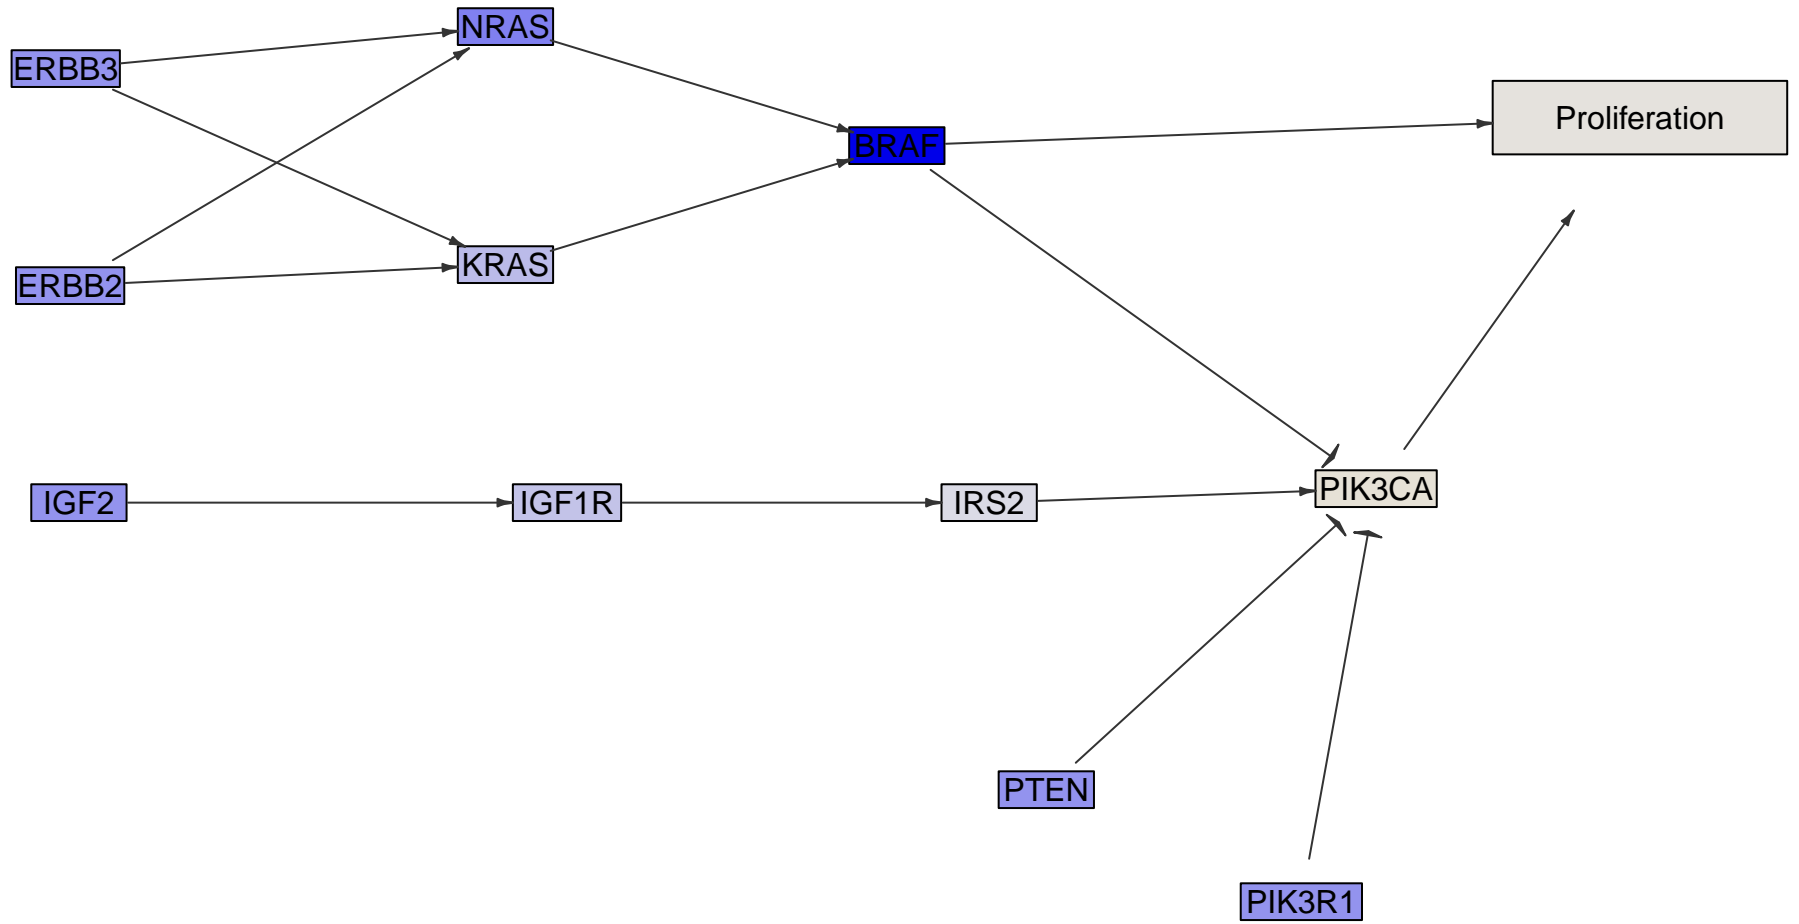 NRAS
ERBB3
Proliferation
BRAF
KRAS
ERBB2
IGF2
IGF1R
IRS2
PIK3CA
PTEN
PIK3R1